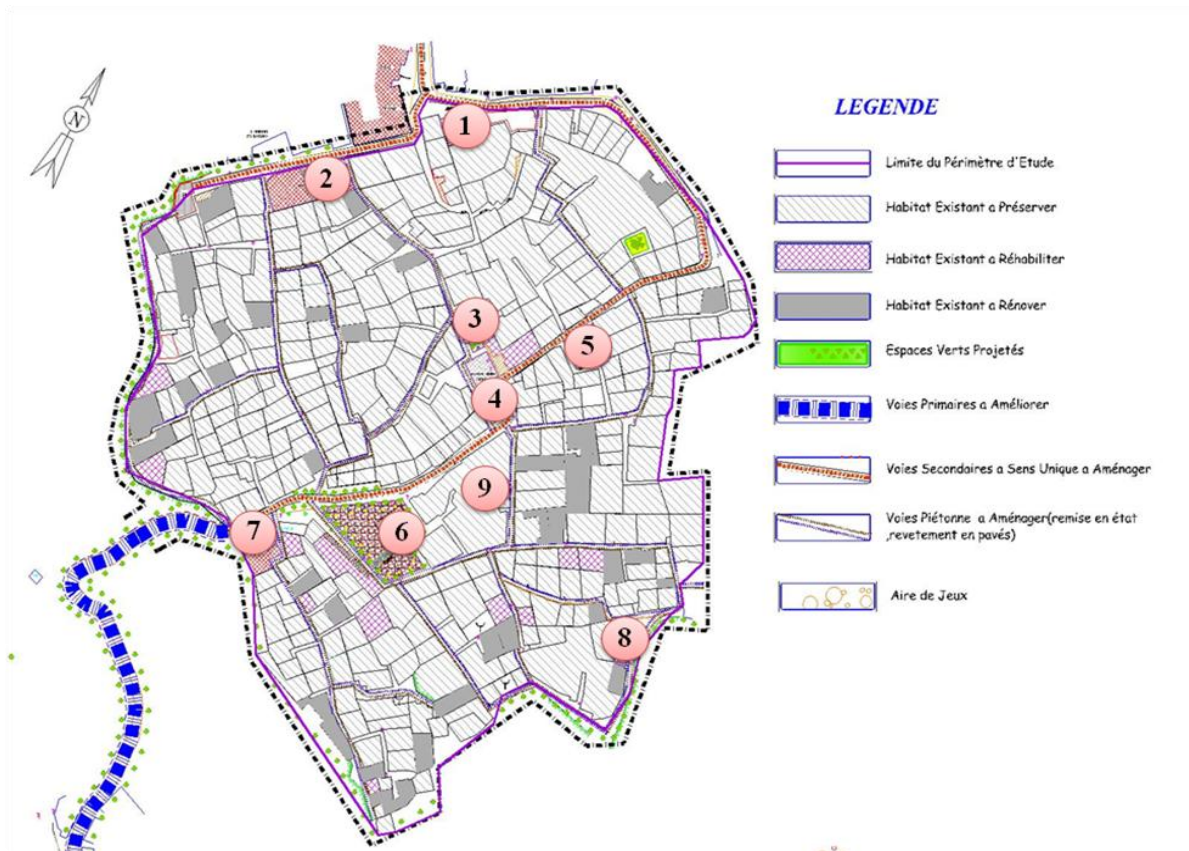 N
1
2
3
4
5
6
7
8
9
LEGENDE
Limite du Périmètre d'Etude
Habitat Existant a Préserver
Habitat Existant a Réhabiliter
Habitat Existant a Rénover
Espaces Verts Projetés
Voies Primaires a Améliorer
Voies Secondaires a Sens Unique a Aménager
Voies Piétonne a Aménager(remise en état
,revetement en pavés)
Aire de Jeux